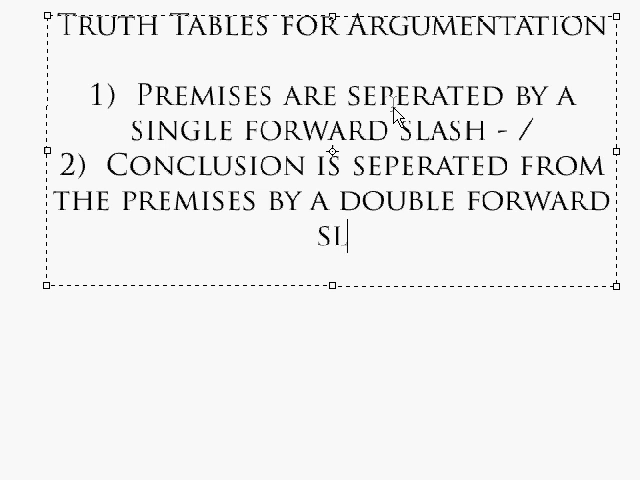 Truth Tables for Argumentation
1) Premises are seperated by a
single forward slash - /
2) Conclusion is seperated from
the premises by a double forward
sl